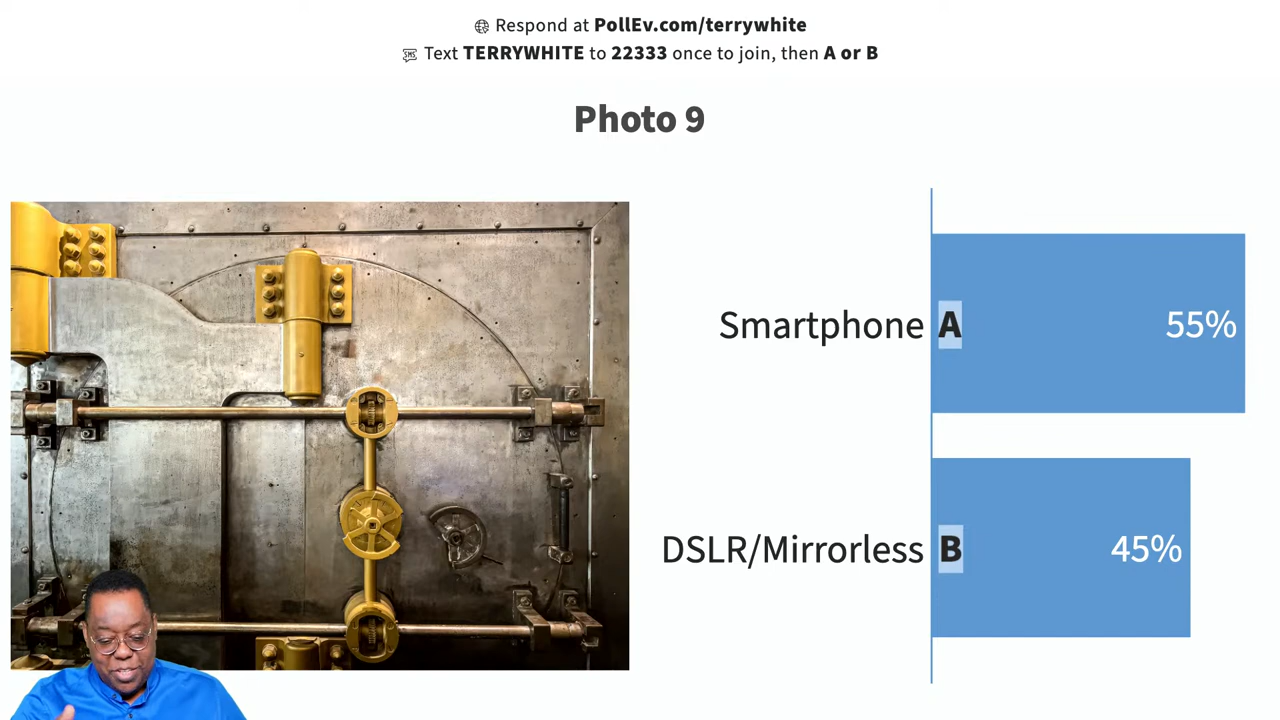 Respond at PollEv.com/terrywhite
Text TERRYWHITE to 22333 once to join, then A or B
Photo 9
Smartphone A 55%
DSLR/Mirrorless B 45%